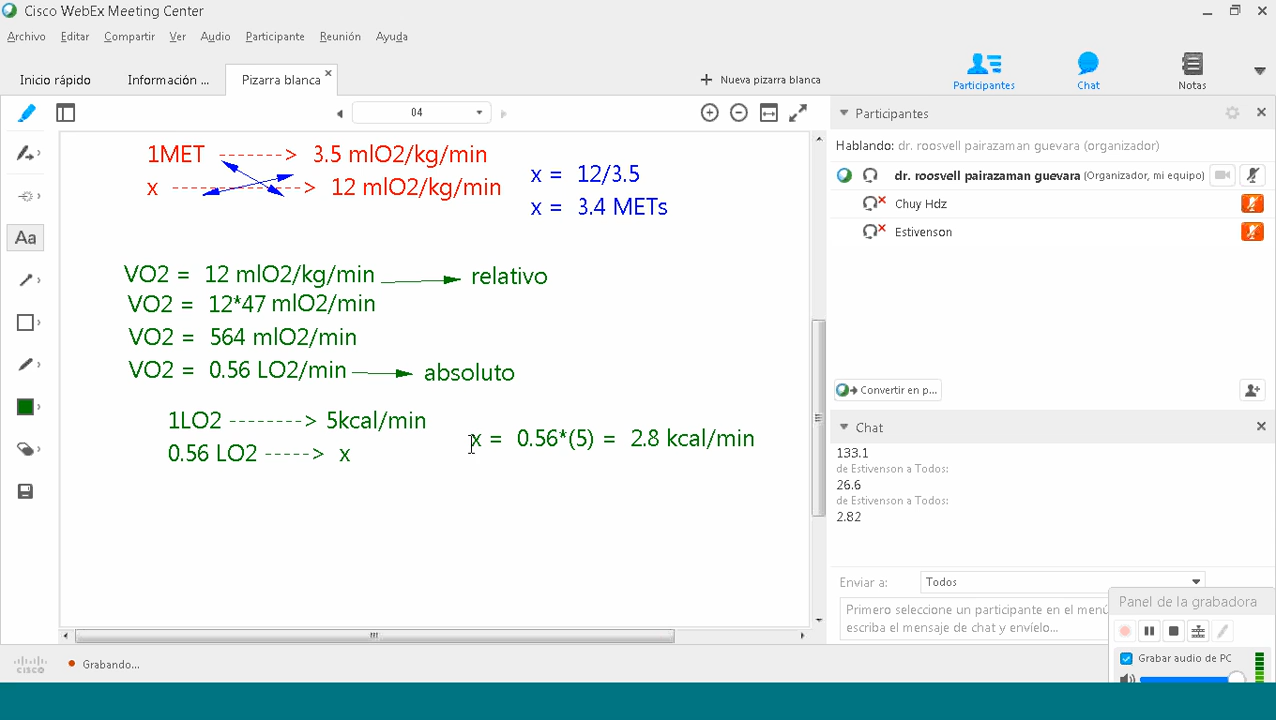 Cisco WebEx Meeting Center
Archivo Editar Compartir Ver Audio Participante Reunión Ayuda
Inicio rápido Información ... Pizarra blanca Nueva pizarra blanca
Participantes Chat Notas
04
1MET -------> 3.5 mlO2/kg/min
x --------------> 12 mlO2/kg/min
x = 12/3.5
x = 3.4 METs
VO2 = 12 mlO2/kg/min relativo
VO2 = 12*47 mlO2/min
VO2 = 564 mlO2/min
VO2 = 0.56 LO2/min absoluto
1LO2 --------> 5kcal/min
0.56 LO2 -----> x
x = 0.56*(5) = 2.8 kcal/min
Participantes
Hablando: dr. roosvell pairazaman guevara (organizador)
dr. roosvell pairazaman guevara (Organizador, mi equipo)
Chuy Hdz
Estivenson
Convertir en p...
Chat
133.1
de Estivenson a Todos:
26.6
de Estivenson a Todos:
2.82
Enviar a: Todos
Primero seleccione un participante en el menú
escriba el mensaje de chat y envíelo...
Panel de la grabadora
Grabar audio de PC
Aa
cisco
Grabando...